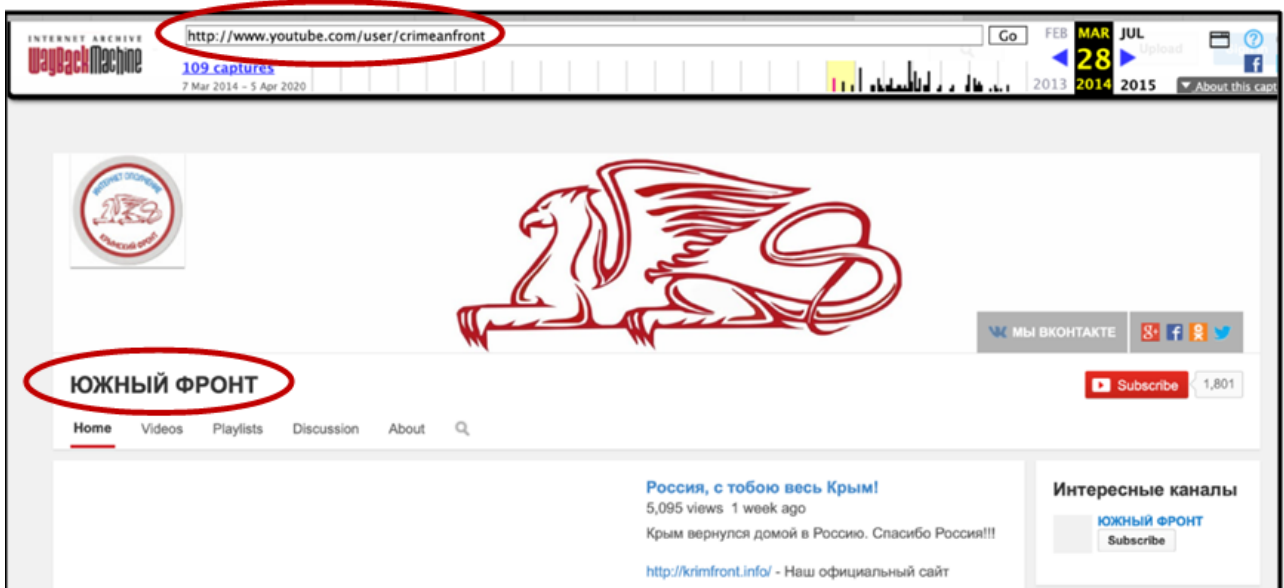 INTERNET ARCHIVE
WayBackMachine
http://www.youtube.com/user/crimeanfront
Go
FEB MAR JUL
28
2013 2014 2015
109 captures
7 Mar 2014 – 5 Apr 2020
Upload
▼ About this capt
ИНТЕРНЕТ ОПОЛЧЕНИЕ
КРЫМСКИЙ ФРОНТ
МЫ ВКОНТАКТЕ
ЮЖНЫЙ ФРОНТ
Subscribe 1,801
Home Videos Playlists Discussion About
Россия, с тобою весь Крым!
5,095 views 1 week ago
Крым вернулся домой в Россию. Спасибо Россия!!!
http://krimfront.info/ - Наш официальный сайт
Интересные каналы
ЮЖНЫЙ ФРОНТ
Subscribe